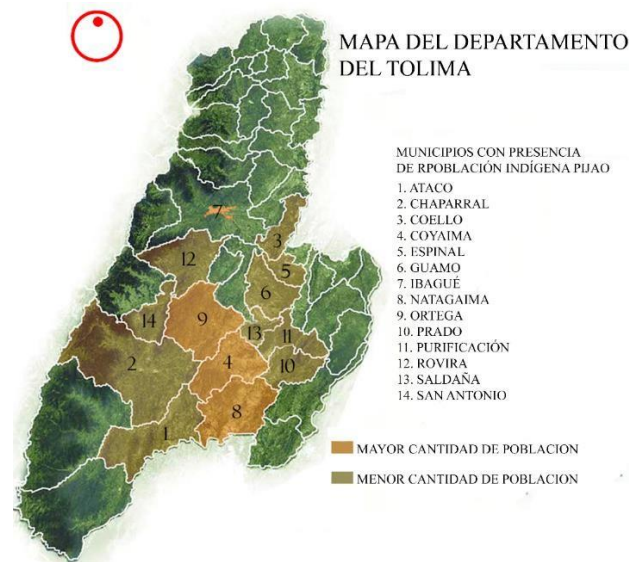 MAPA DEL DEPARTAMENTO
DEL TOLIMA
MUNICIPIOS CON PRESENCIA
DE RPOBLACIÓN INDÍGENA PIJAO
1. ATACO
2. CHAPARRAL
3. COELLO
4. COYAIMA
5. ESPINAL
6. GUAMO
7. IBAGUÉ
8. NATAGAIMA
9. ORTEGA
10. PRADO
11. PURIFICACIÓN
12. ROVIRA
13. SALDAÑA
14. SAN ANTONIO
MAYOR CANTIDAD DE POBLACION
MENOR CANTIDAD DE POBLACION
7
3
12
5
6
9
14
13
11
2
4
10
8
1